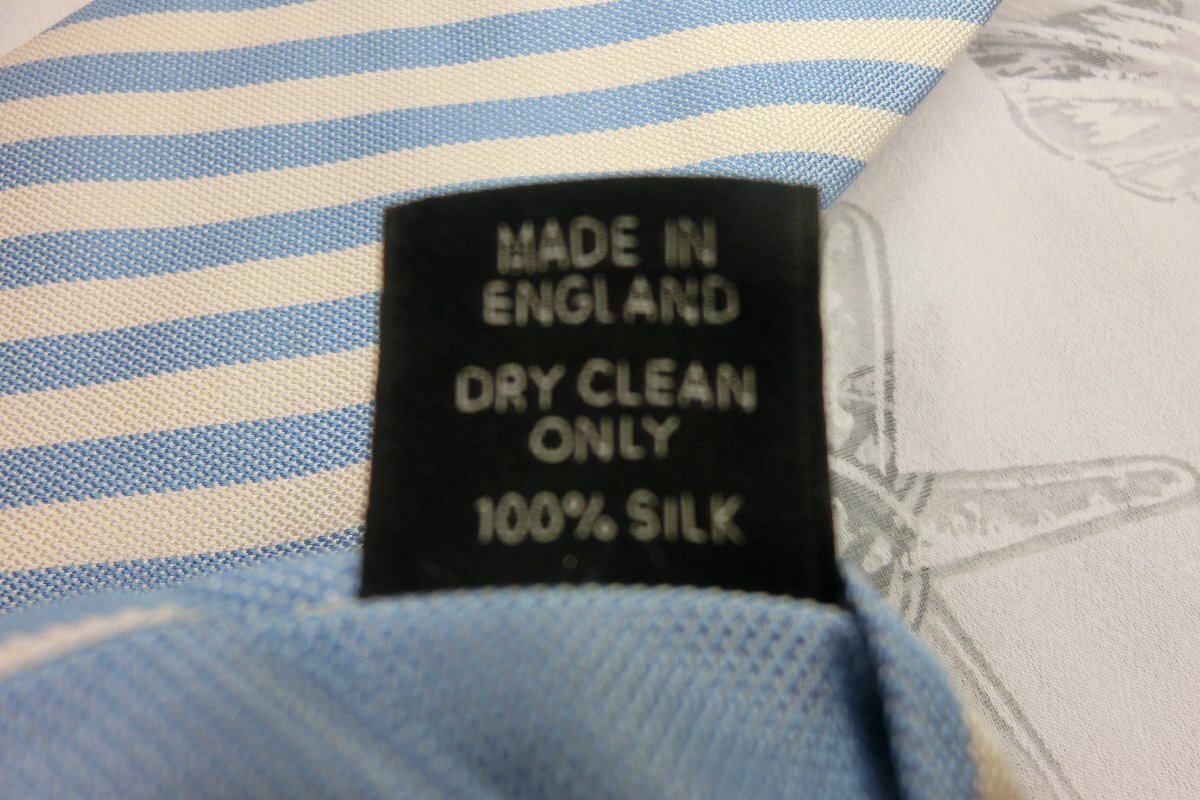 MADE IN
ENGLAND
DRY CLEAN
ONLY
100% SILK